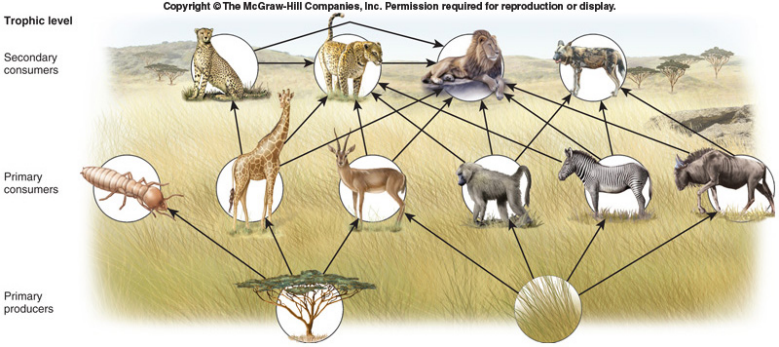 Copyright © The McGraw-Hill Companies, Inc. Permission required for reproduction or display.
Trophic level
Secondary
consumers
Primary
consumers
Primary
producers